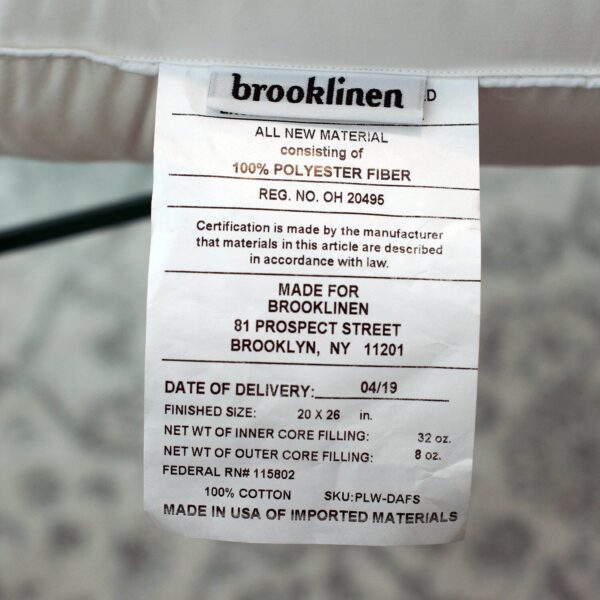 brooklinen
ALL NEW MATERIAL
consisting of
100% POLYESTER FIBER
REG. NO. OH 20495
Certification is made by the manufacturer
that materials in this article are described
in accordance with law.
MADE FOR
BROOKLINEN
81 PROSPECT STREET
BROOKLYN, NY 11201
DATE OF DELIVERY: 04/19
FINISHED SIZE: 20 X 26 in.
NET WT OF INNER CORE FILLING: 32 oz.
NET WT OF OUTER CORE FILLING: 8 oz.
FEDERAL RN# 115802
100% COTTON SKU:PLW-DAFS
MADE IN USA OF IMPORTED MATERIALS